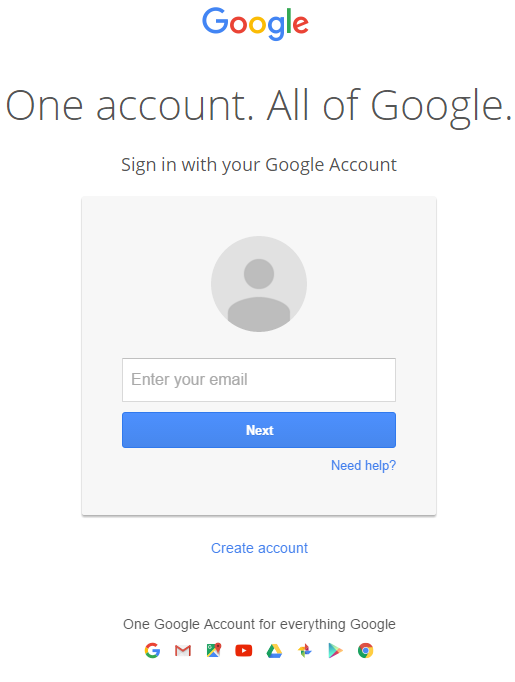 Google
One account. All of Google.
Sign in with your Google Account
Enter your email
Next
Need help?
Create account
One Google Account for everything Google